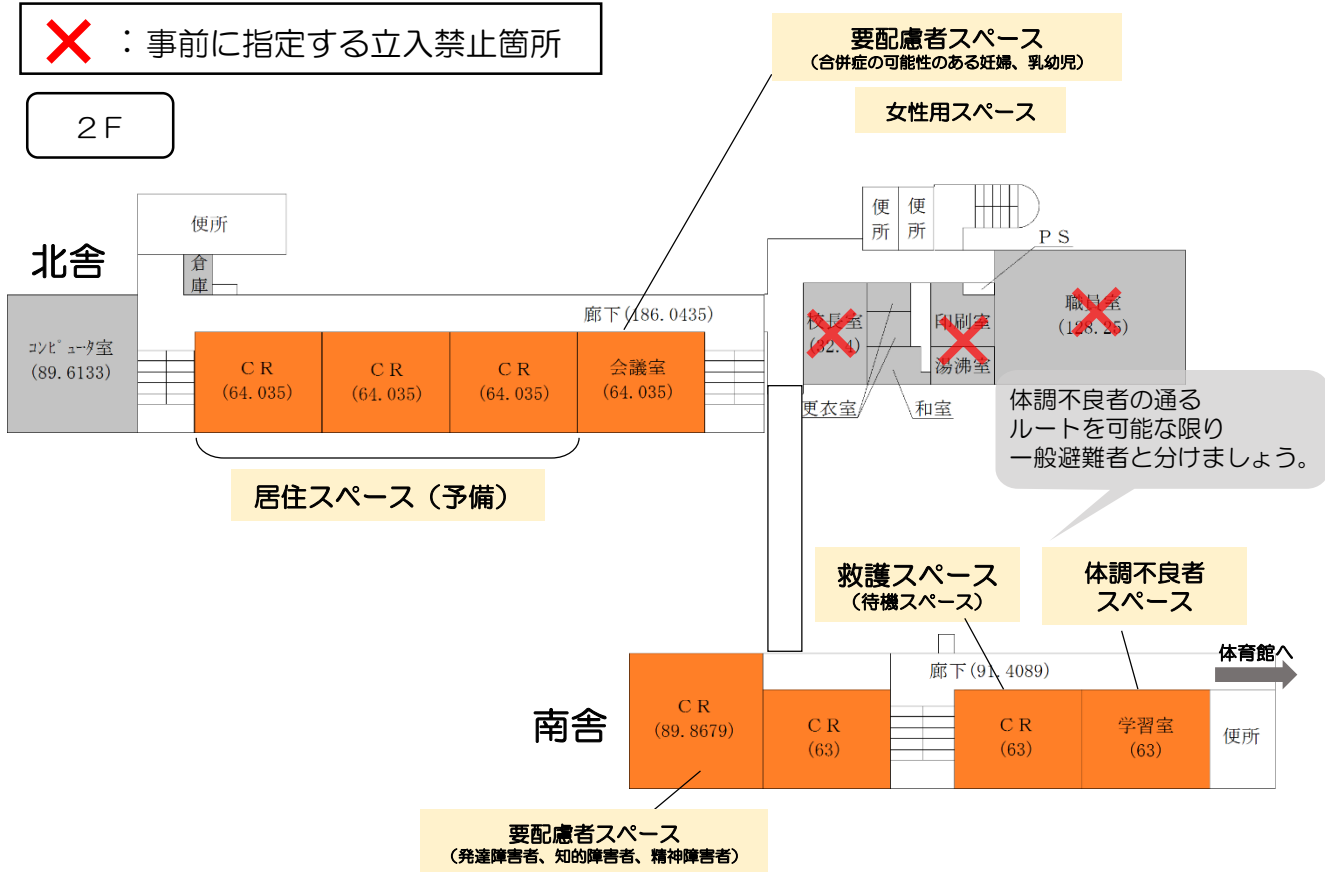 ：事前に指定する立入禁止箇所
２Ｆ
要配慮者スペース
（合併症の可能性のある妊婦、乳幼児）
女性用スペース
北舎
便所
倉庫
便所
便所
ＰＳ
廊下(186.0435)
コンピュータ室
(89.6133)
ＣＲ
(64.035)
ＣＲ
(64.035)
ＣＲ
(64.035)
会議室
(64.035)
校長室
(32.4)
印刷室
湯沸室
職員室
(128.25)
更衣室
和室
体調不良者の通る
ルートを可能な限り
一般避難者と分けましょう。
居住スペース（予備）
救護スペース
（待機スペース）
体調不良者
スペース
体育館へ
廊下(91.4089)
南舎
ＣＲ
(89.8679)
ＣＲ
(63)
ＣＲ
(63)
学習室
(63)
便所
要配慮者スペース
（発達障害者、知的障害者、精神障害者）